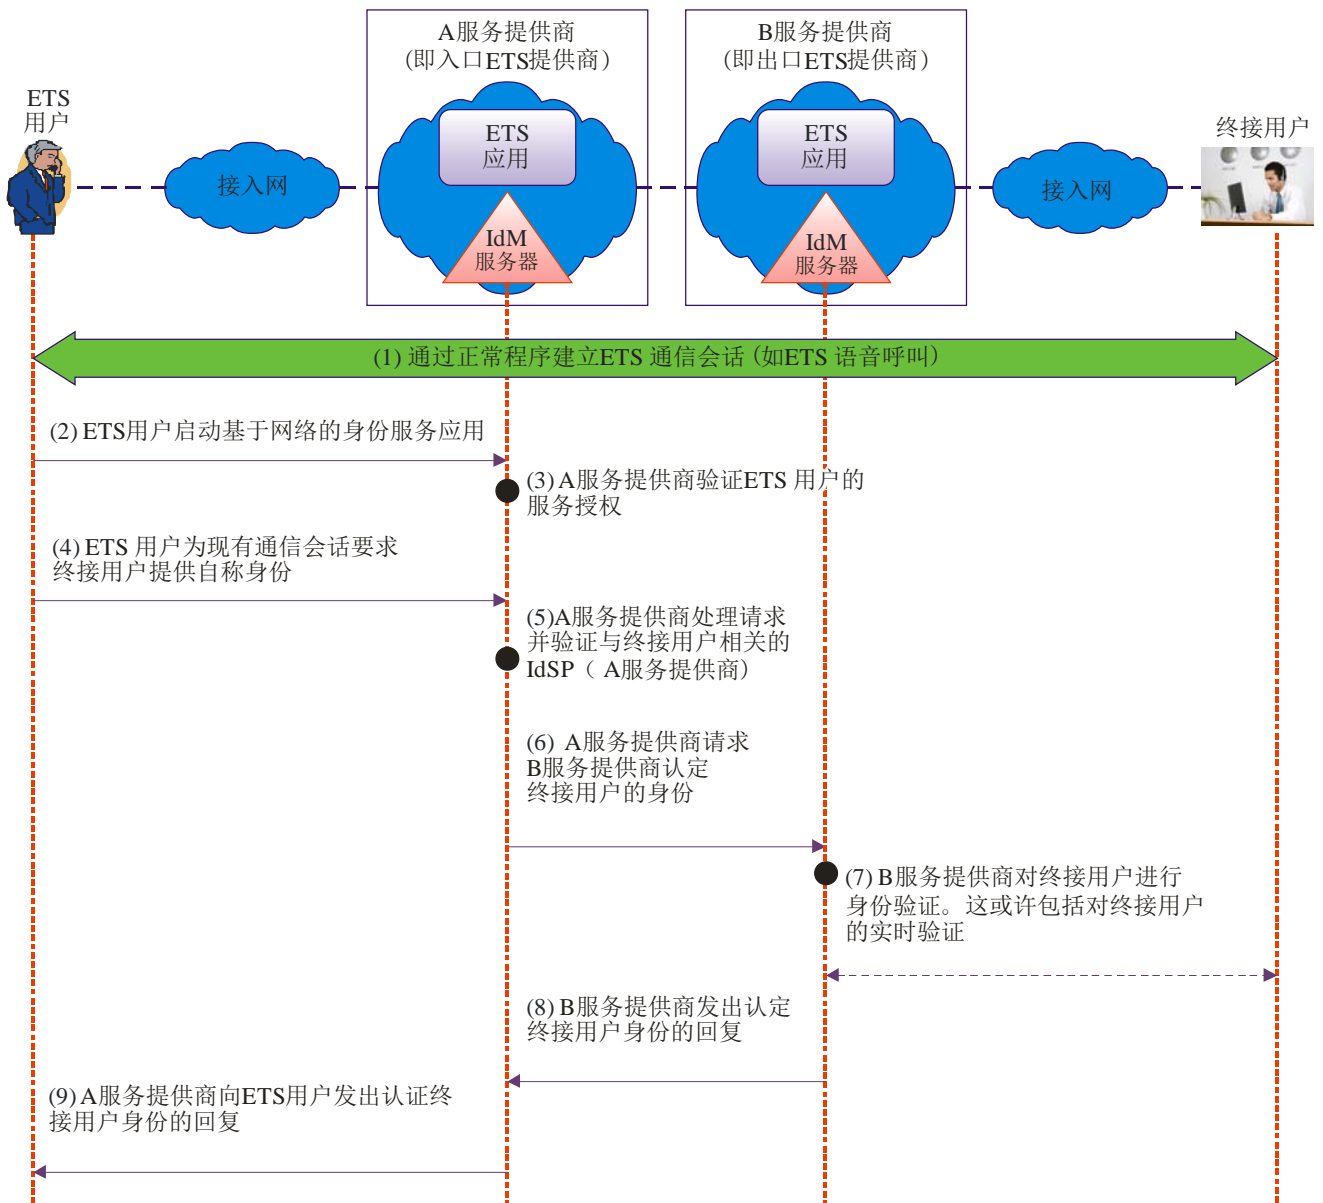 A服务提供商
(即入口ETS提供商)
B服务提供商
(即出口ETS提供商)
ETS
用户
ETS
应用
ETS
应用
终接用户
接入网
接入网
IdM
服务器
IdM
服务器
(1) 通过正常程序建立ETS 通信会话 (如ETS 语音呼叫)
(2) ETS用户启动基于网络的身份服务应用
(3) A服务提供商验证ETS 用户的
服务授权
(4) ETS 用户为现有通信会话要求
终接用户提供自称身份
(5)A服务提供商处理请求
并验证与终接用户相关的
IdSP（ A服务提供商)
(6) A服务提供商请求
B服务提供商认定
终接用户的身份
(7) B服务提供商对终接用户进行
身份验证。这或许包括对终接用户
的实时验证
(8) B服务提供商发出认定
终接用户身份的回复
(9) A服务提供商向ETS用户发出认证终
接用户身份的回复